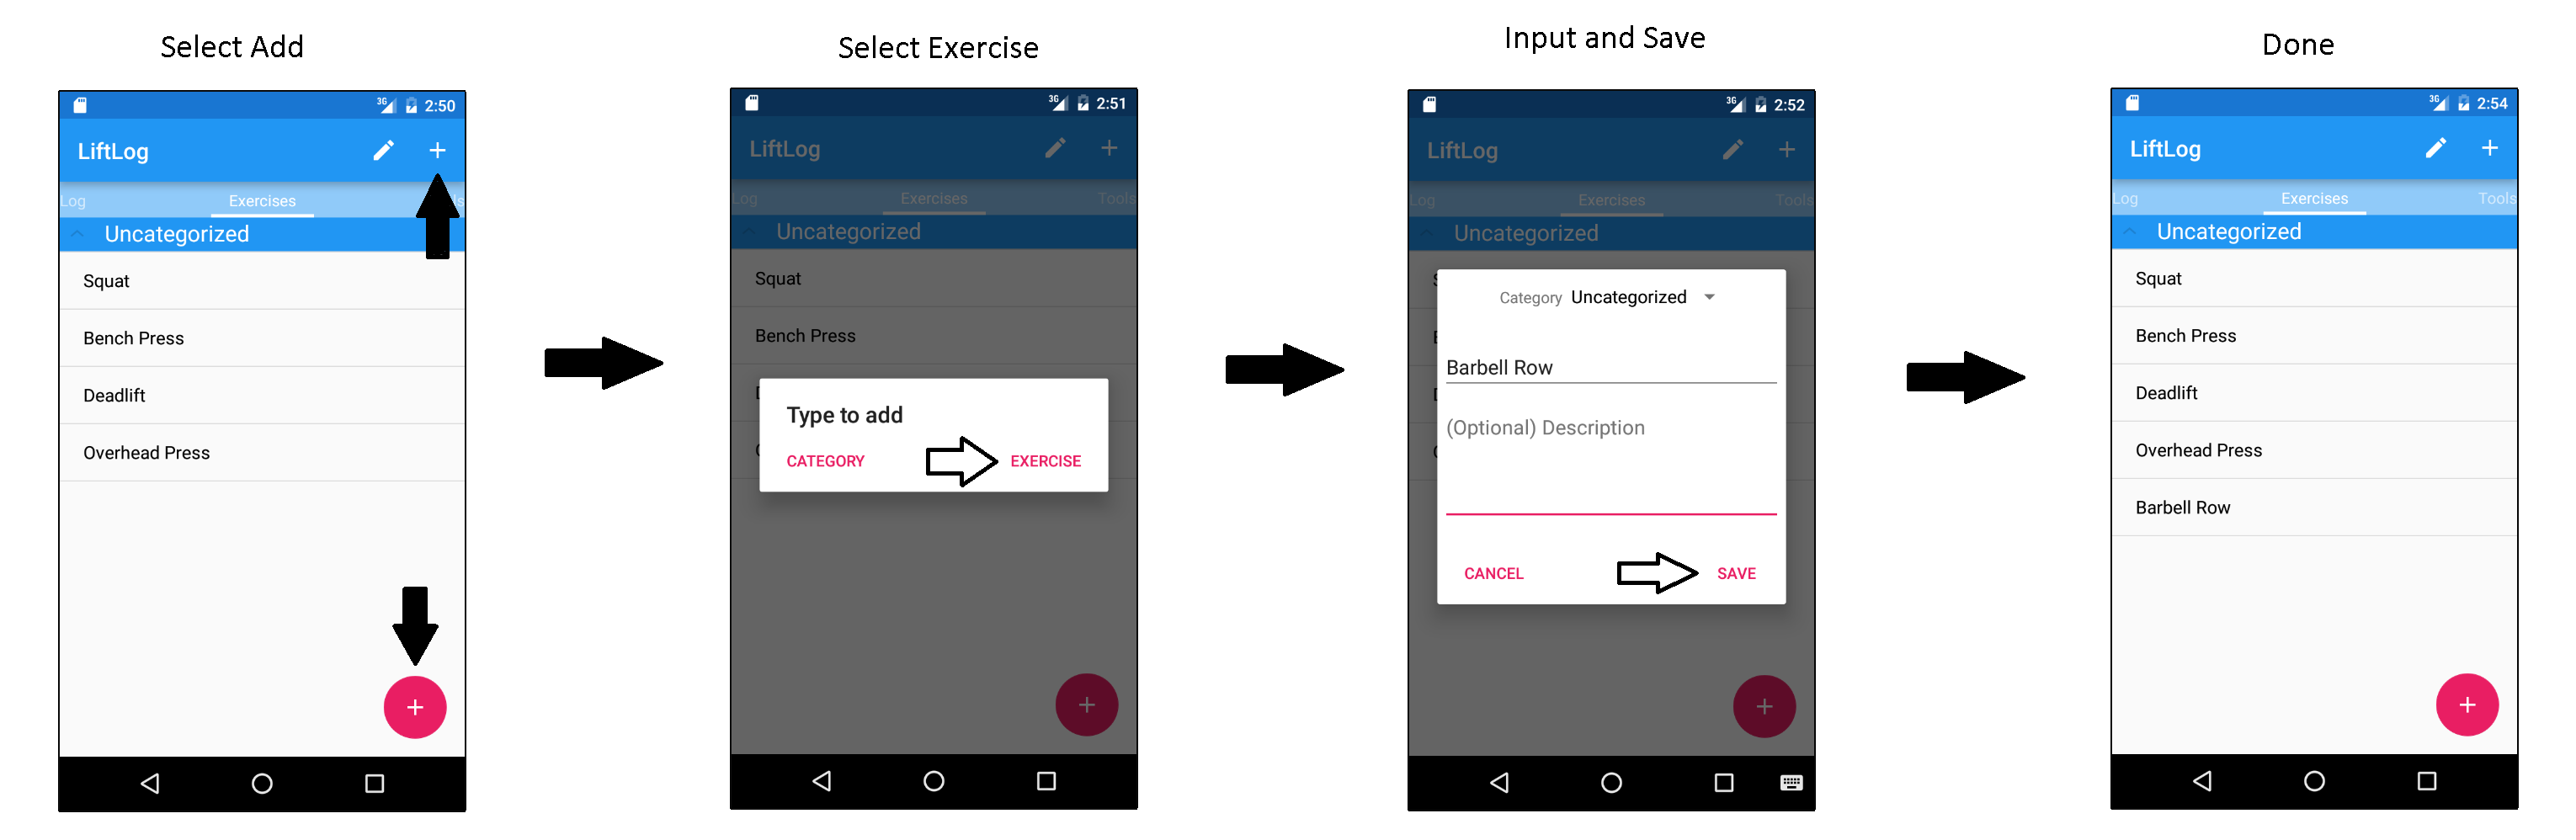 Select Add
3G 2:50
LiftLog
Log Exercises ls
Uncategorized
Squat
Bench Press
Deadlift
Overhead Press
Select Exercise
3G 2:51
LiftLog
Log Exercises Tools
Uncategorized
Squat
Bench Press
Type to add
CATEGORY EXERCISE
Input and Save
3G 2:52
LiftLog
Log Exercises Tools
Uncategorized
Category Uncategorized
Barbell Row
(Optional) Description
CANCEL SAVE
Done
3G 2:54
LiftLog
Log Exercises Tools
Uncategorized
Squat
Bench Press
Deadlift
Overhead Press
Barbell Row